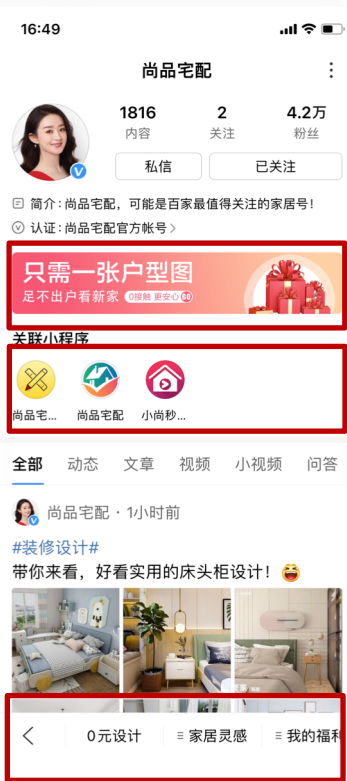 16:49
尚品宅配
1816
2
4.2万
内容
关注
粉丝
私信
已关注
简介:尚品宅配，可能是百家最值得关注的家居号！
认证:尚品宅配官方帐号>
只需一张户型图
足不出户看新家 0接触 更安心
关联小程序
尚品宅...
尚品宅配
小尚秒...
全部
动态
文章
视频
小视频
问答
尚品宅配 · 1小时前
#装修设计#
带你来看，好看实用的床头柜设计！
0元设计
家居灵感
我的福利